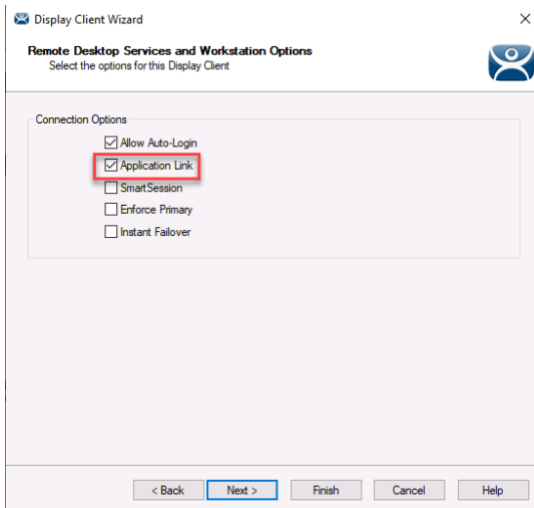 Display Client Wizard
Remote Desktop Services and Workstation Options
Select the options for this Display Client
Connection Options
Allow Auto-Login
Application Link
SmartSession
Enforce Primary
Instant Failover
< Back Next > Finish Cancel Help